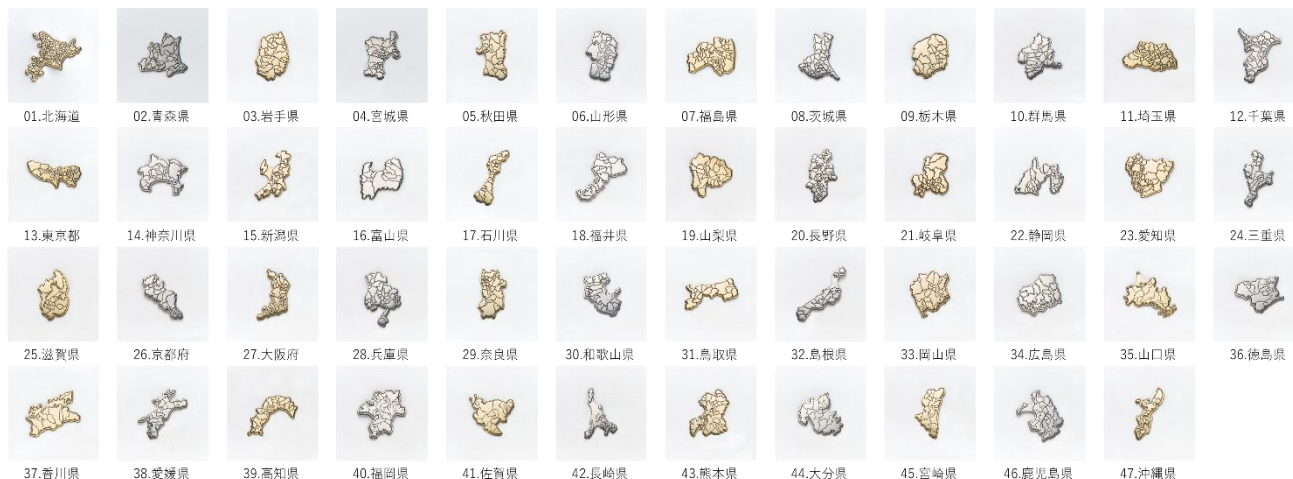 01.北海道 02.青森県 03.岩手県 04.宮城県 05.秋田県 06.山形県 07.福島県 08.茨城県 09.栃木県 10.群馬県 11.埼玉県 12.千葉県
13.東京都 14.神奈川県 15.新潟県 16.富山県 17.石川県 18.福井県 19.山梨県 20.長野県 21.岐阜県 22.静岡県 23.愛知県 24.三重県
25.滋賀県 26.京都府 27.大阪府 28.兵庫県 29.奈良県 30.和歌山県 31.鳥取県 32.島根県 33.岡山県 34.広島県 35.山口県 36.徳島県
37.香川県 38.愛媛県 39.高知県 40.福岡県 41.佐賀県 42.長崎県 43.熊本県 44.大分県 45.宮崎県 46.鹿児島県 47.沖縄県